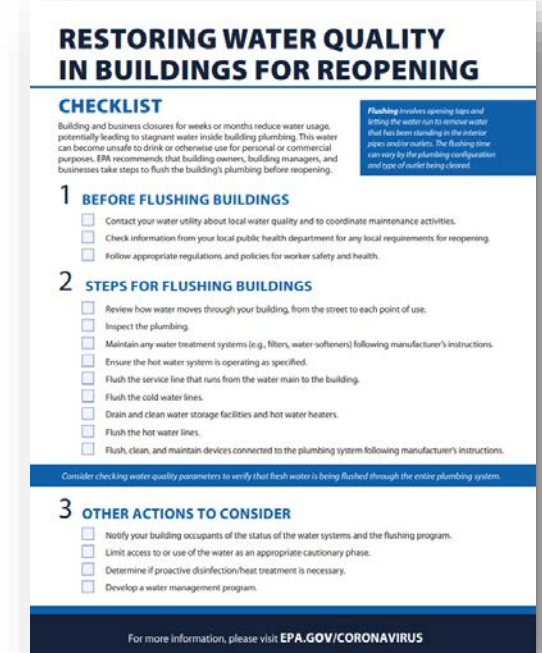 RESTORING WATER QUALITY
IN BUILDINGS FOR REOPENING
CHECKLIST
Building and business closures for weeks or months reduce water usage,
potentially leading to stagnant water inside building plumbing. This water
can become unsafe to drink or otherwise use for personal or commercial
purposes. EPA recommends that building owners, building managers, and
businesses take steps to flush the building's plumbing before reopening.
Flushing involves opening taps and
letting the water run to remove water
that has been standing in the interior
pipes and/or outlets. The flushing time
can vary by the plumbing configuration
and type of outlet being cleared.
1 BEFORE FLUSHING BUILDINGS
Contact your water utility about local water quality and to coordinate maintenance activities.
Check information from your local public health department for any local requirements for reopening.
Follow appropriate regulations and policies for worker safety and health.
2 STEPS FOR FLUSHING BUILDINGS
Review how water moves through your building, from the street to each point of use.
Inspect the plumbing.
Maintain any water treatment systems (e.g., filters, water-softeners) following manufacturer's instructions.
Ensure the hot water system is operating as specified.
Flush the service line that runs from the water main to the building.
Flush the cold water lines.
Drain and clean water storage facilities and hot water heaters.
Flush the hot water lines.
Flush, clean, and maintain devices connected to the plumbing system following manufacturer's instructions.
Consider checking water quality parameters to verify that fresh water is being flushed through the entire plumbing system.
3 OTHER ACTIONS TO CONSIDER
Notify your building occupants of the status of the water systems and the flushing program.
Limit access to or use of the water as an appropriate cautionary phase.
Determine if proactive disinfection/heat treatment is necessary.
Develop a water management program.
For more information, please visit EPA.GOV/CORONAVIRUS